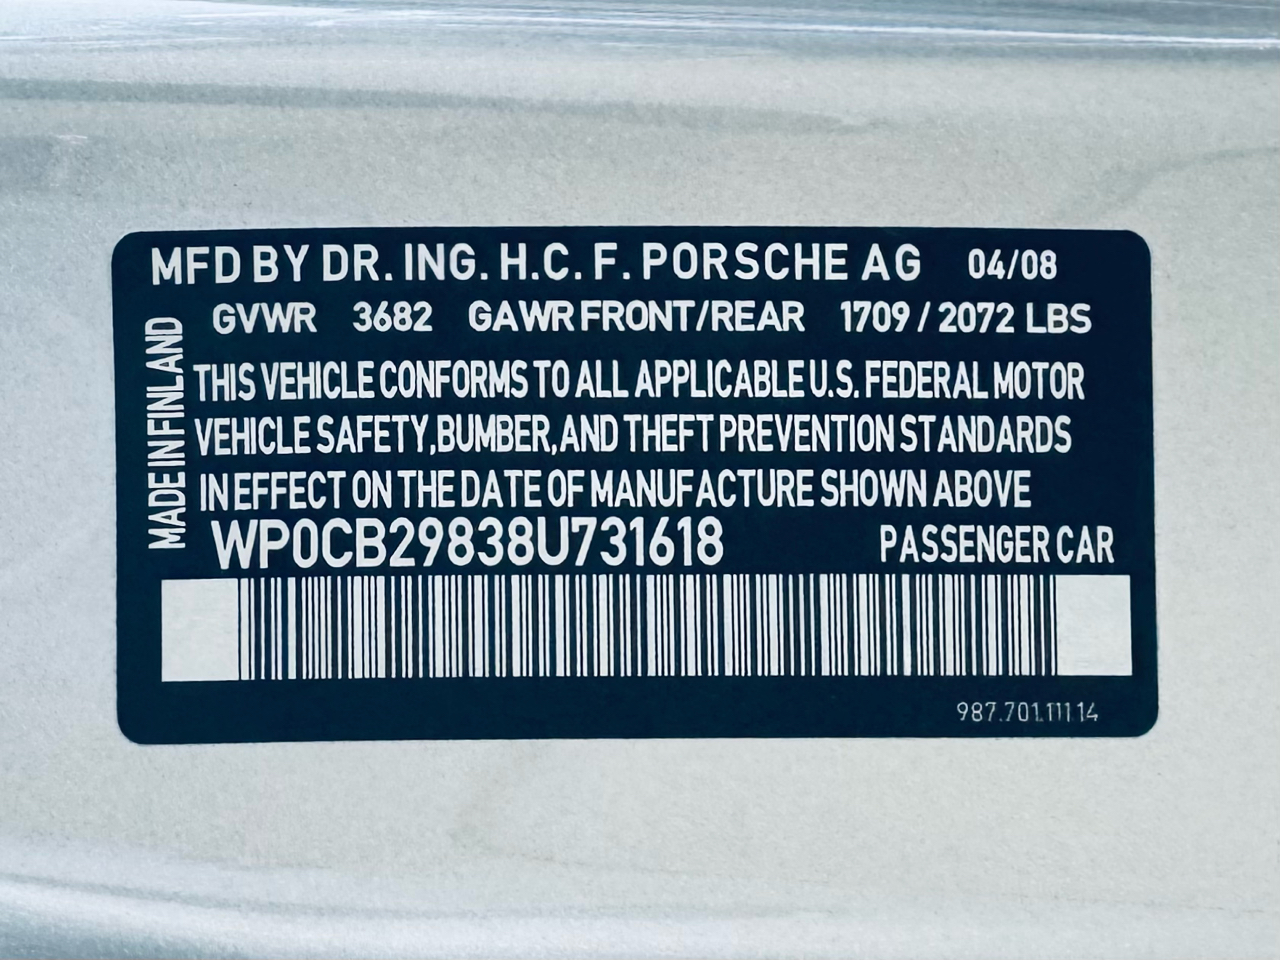 MFD BY DR. ING. H.C. F. PORSCHE AG 04/08
GVWR 3682 GAWR FRONT/REAR 1709 / 2072 LBS
MADE IN FINLAND
THIS VEHICLE CONFORMS TO ALL APPLICABLE U.S. FEDERAL MOTOR
VEHICLE SAFETY, BUMBER, AND THEFT PREVENTION STANDARDS
IN EFFECT ON THE DATE OF MANUFACTURE SHOWN ABOVE
WP0CB29838U731618 PASSENGER CAR
987.701.111.14